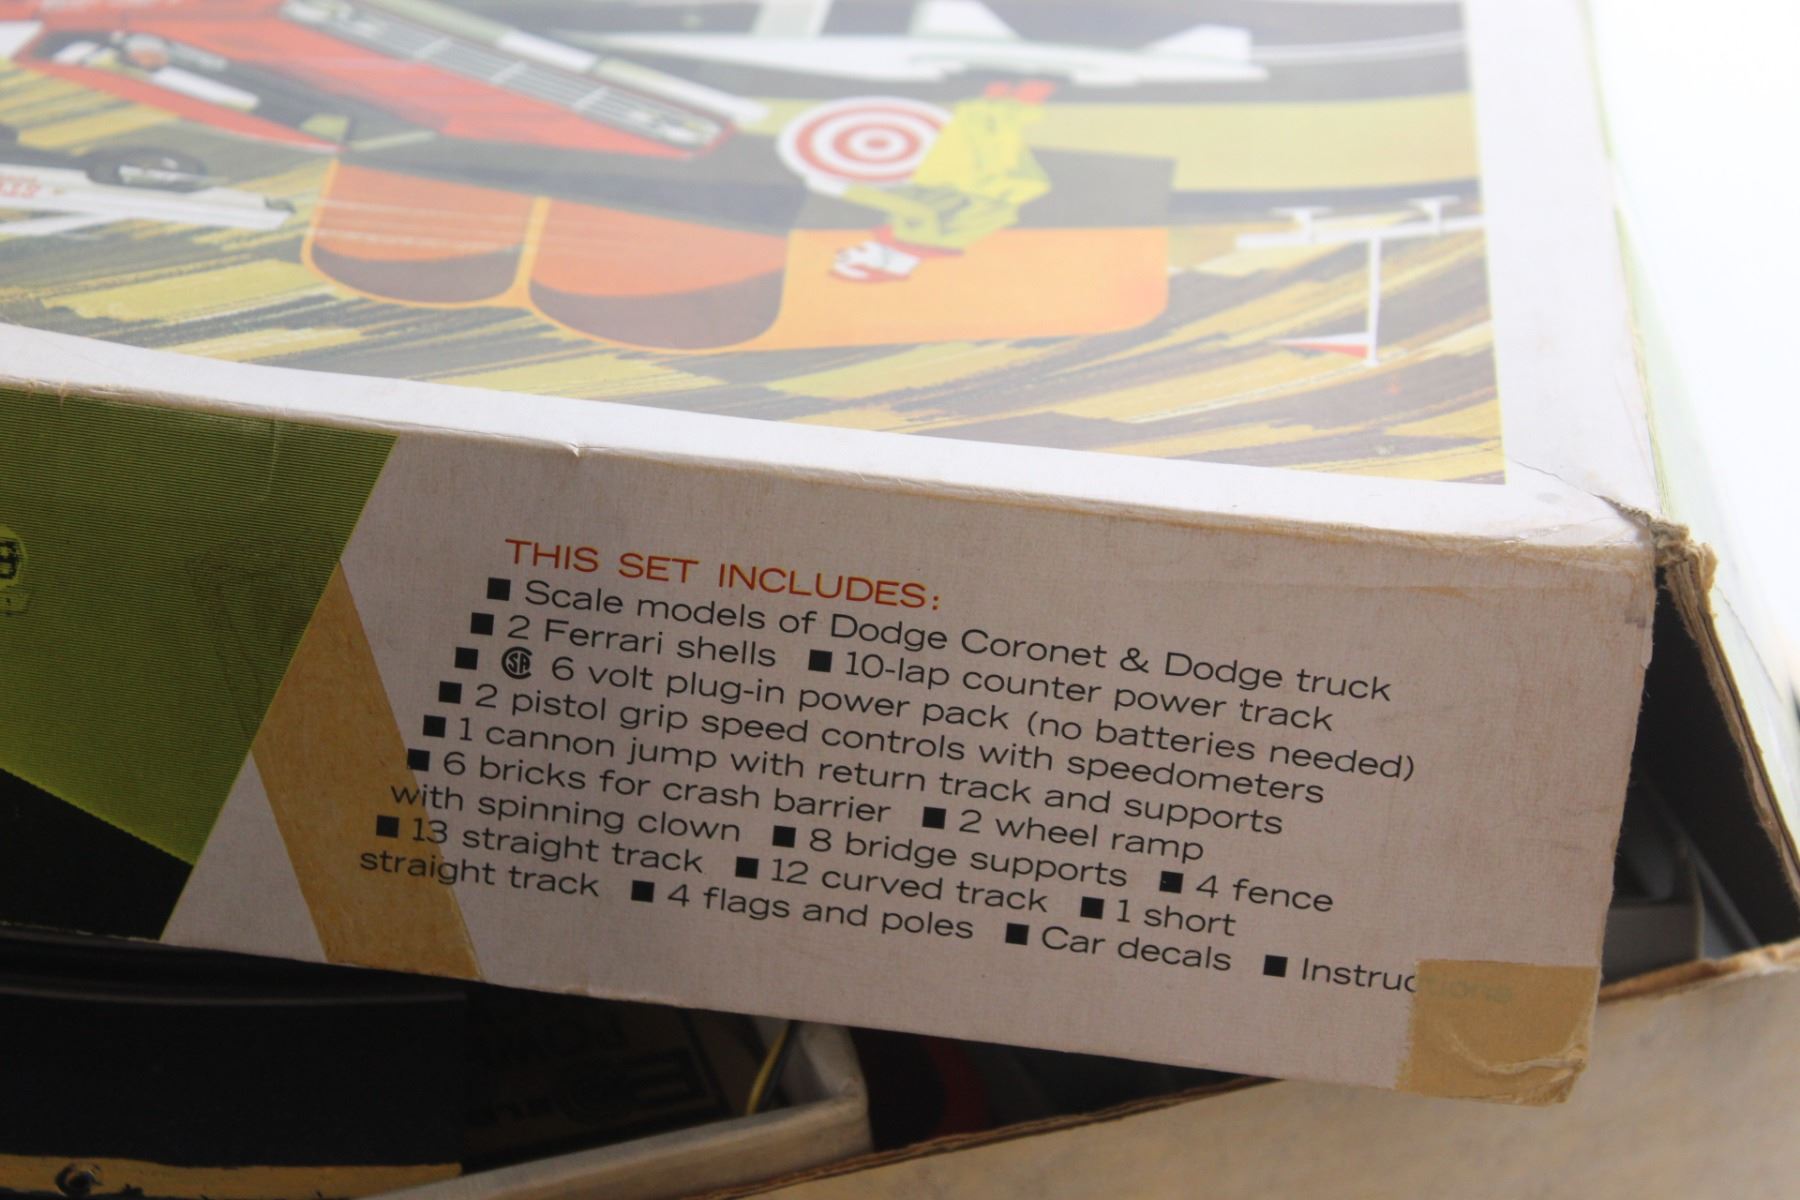 THIS SET INCLUDES:
■ Scale models of Dodge Coronet & Dodge truck
■ 2 Ferrari shells ■ 10-lap counter power track
■ 6 volt plug-in power pack (no batteries needed)
■ 2 pistol grip speed controls with speedometers
■ 1 cannon jump with return track and supports
■ 6 bricks for crash barrier ■ 2 wheel ramp
with spinning clown ■ 8 bridge supports ■ 4 fence
■ 13 straight track ■ 12 curved track ■ 1 short
straight track ■ 4 flags and poles ■ Car decals ■ Instructions